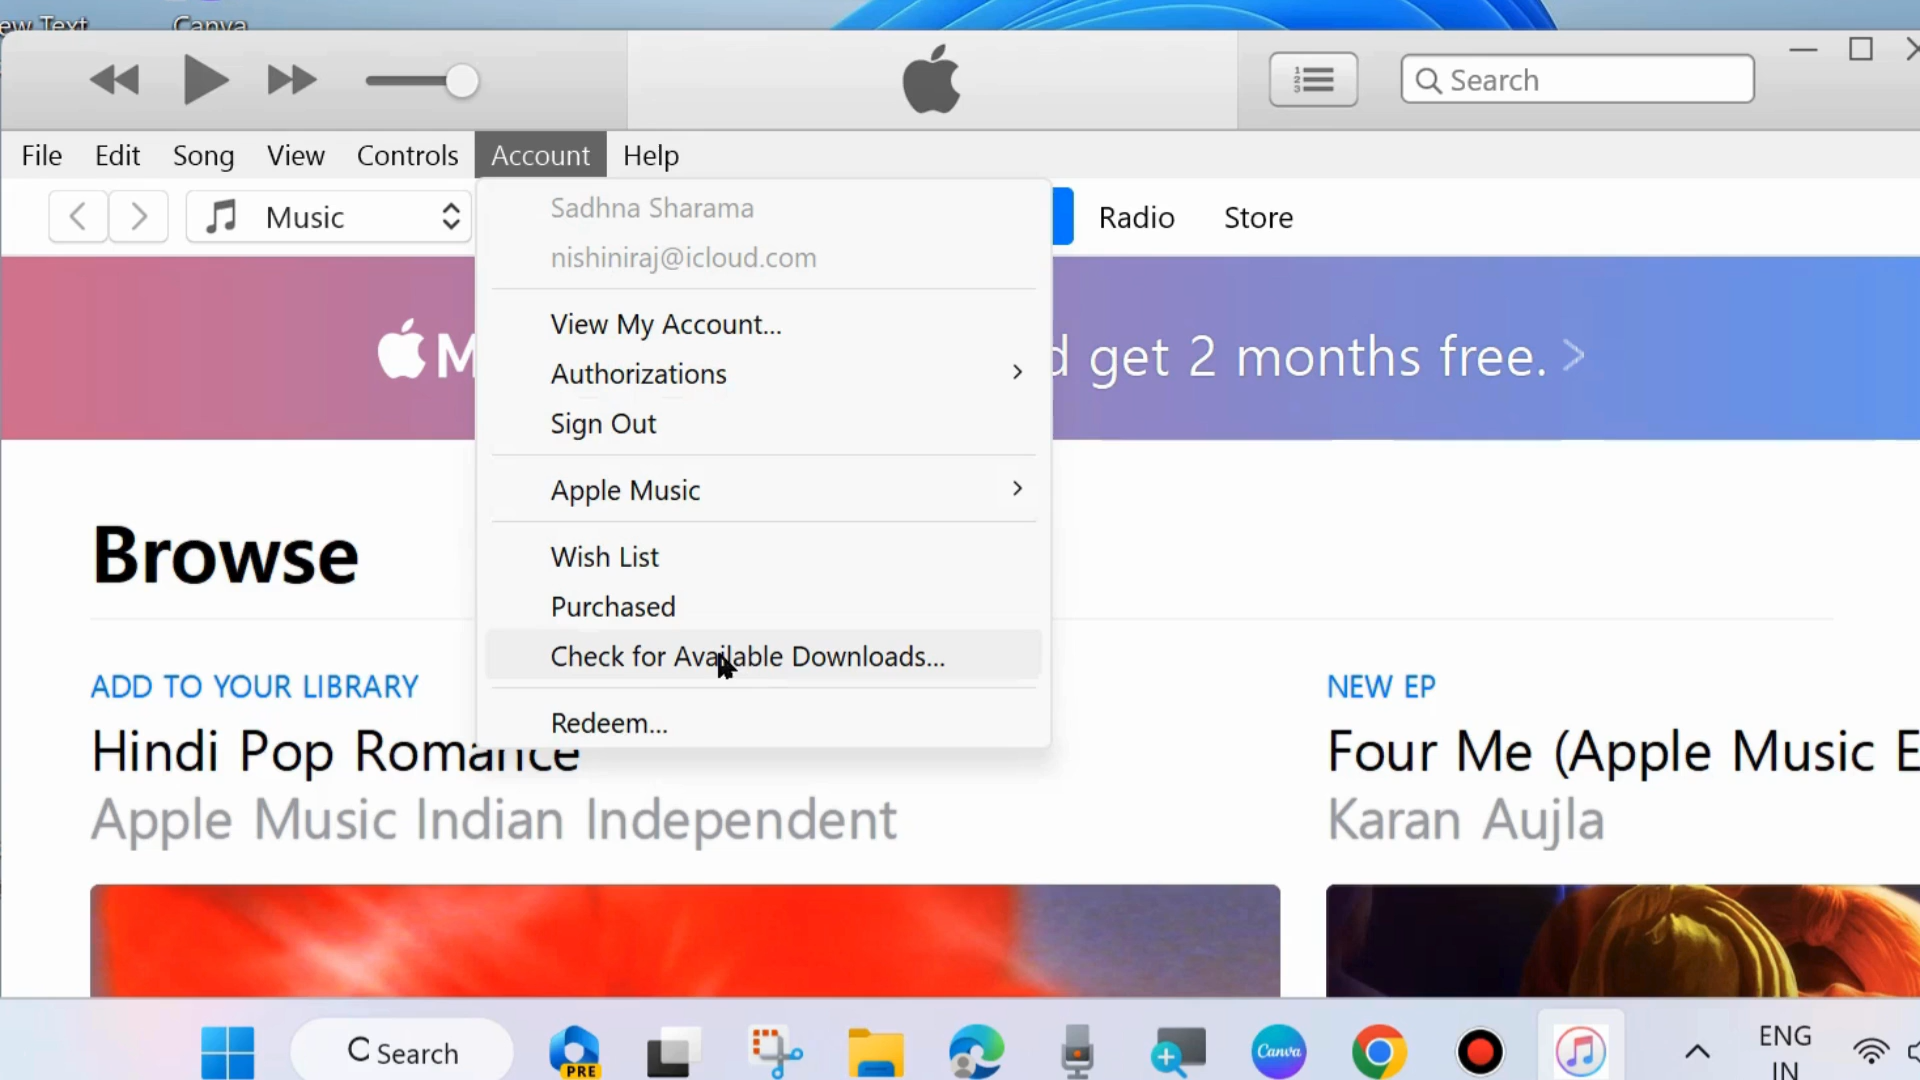 Canva
Search
File Edit Song View Controls Account Help
Music
Radio Store
Sadhna Sharama
nishiniraj@icloud.com
View My Account...
Authorizations
Sign Out
Apple Music
Wish List
Purchased
Check for Available Downloads...
Redeem...
get 2 months free.
Browse
ADD TO YOUR LIBRARY
Hindi Pop Romance
Apple Music Indian Independent
NEW EP
Four Me (Apple Music E
Karan Aujla
Search
PRE
Canva
ENG
IN